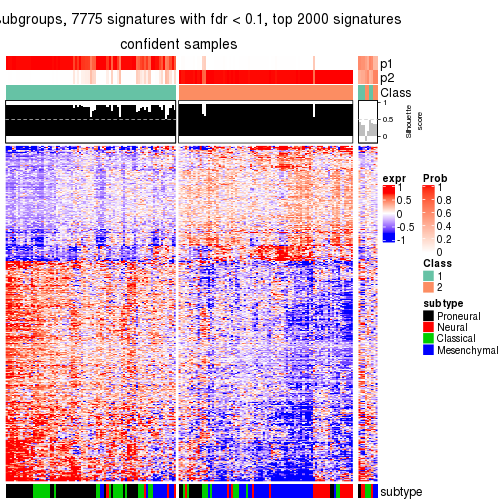 subgroups, 7775 signatures with fdr < 0.1, top 2000 signatures
confident samples
p1
p2
Class
1
0.5
0
Silhouette
score
expr
1
0.5
0
-0.5
-1
Prob
1
0.8
0.6
0.4
0.2
0
Class
1
2
subtype
Proneural
Neural
Classical
Mesenchymal
subtype